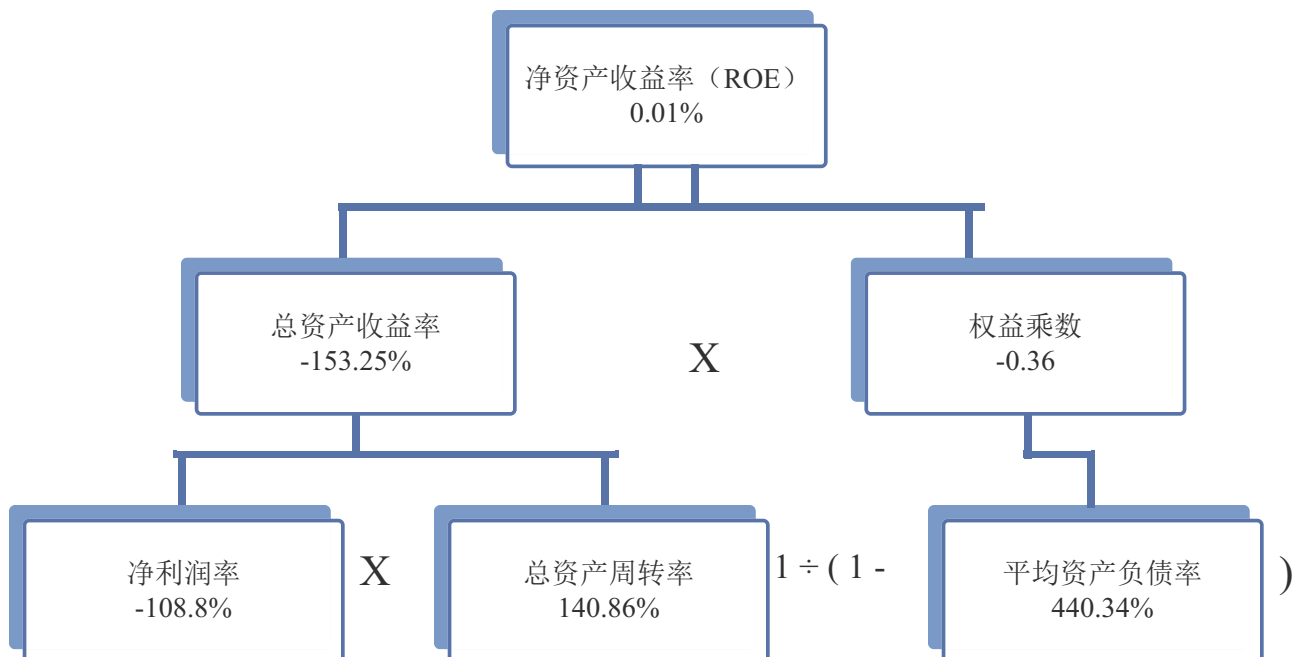 净资产收益率（ROE）
0.01%
总资产收益率
-153.25%
X
权益乘数
-0.36
净利润率
-108.8%
X
总资产周转率
140.86%
1 ÷ ( 1 -
平均资产负债率
440.34%
)